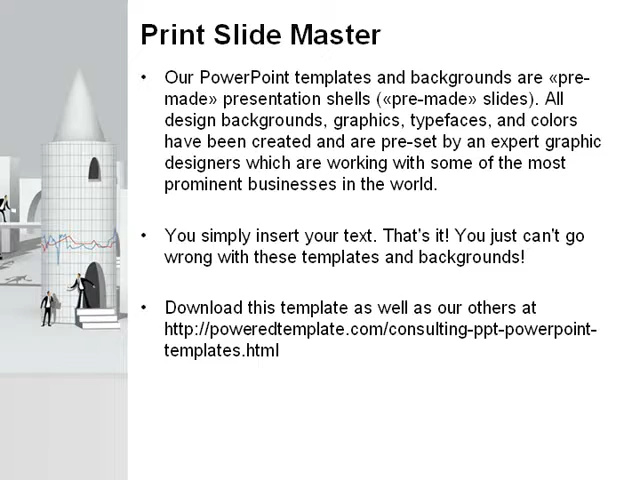 Print Slide Master
• Our PowerPoint templates and backgrounds are «pre-
made» presentation shells («pre-made» slides). All
design backgrounds, graphics, typefaces, and colors
have been created and are pre-set by an expert graphic
designers which are working with some of the most
prominent businesses in the world.
• You simply insert your text. That's it! You just can't go
wrong with these templates and backgrounds!
• Download this template as well as our others at
http://poweredtemplate.com/consulting-ppt-powerpoint-
templates.html